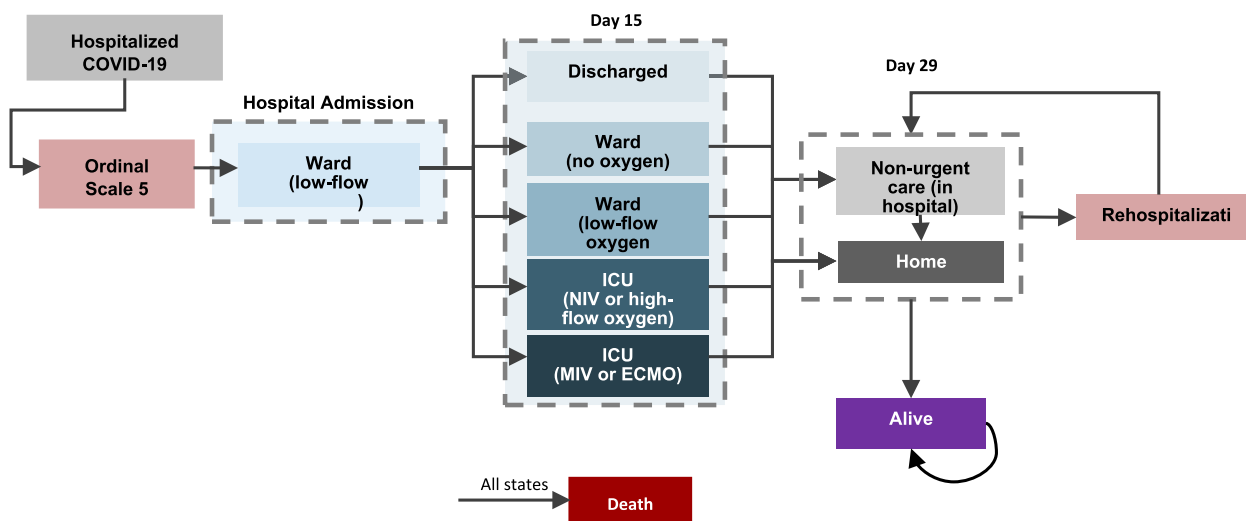 Hospitalized
COVID-19
Ordinal
Scale 5
Hospital Admission
Ward
(low-flow
)
Day 15
Discharged
Ward
(no oxygen)
Ward
(low-flow
oxygen
ICU
(NIV or high-
flow oxygen)
ICU
(MIV or ECMO)
Day 29
Non-urgent
care (in
hospital)
Home
Rehospitalizati
Alive
All states
Death